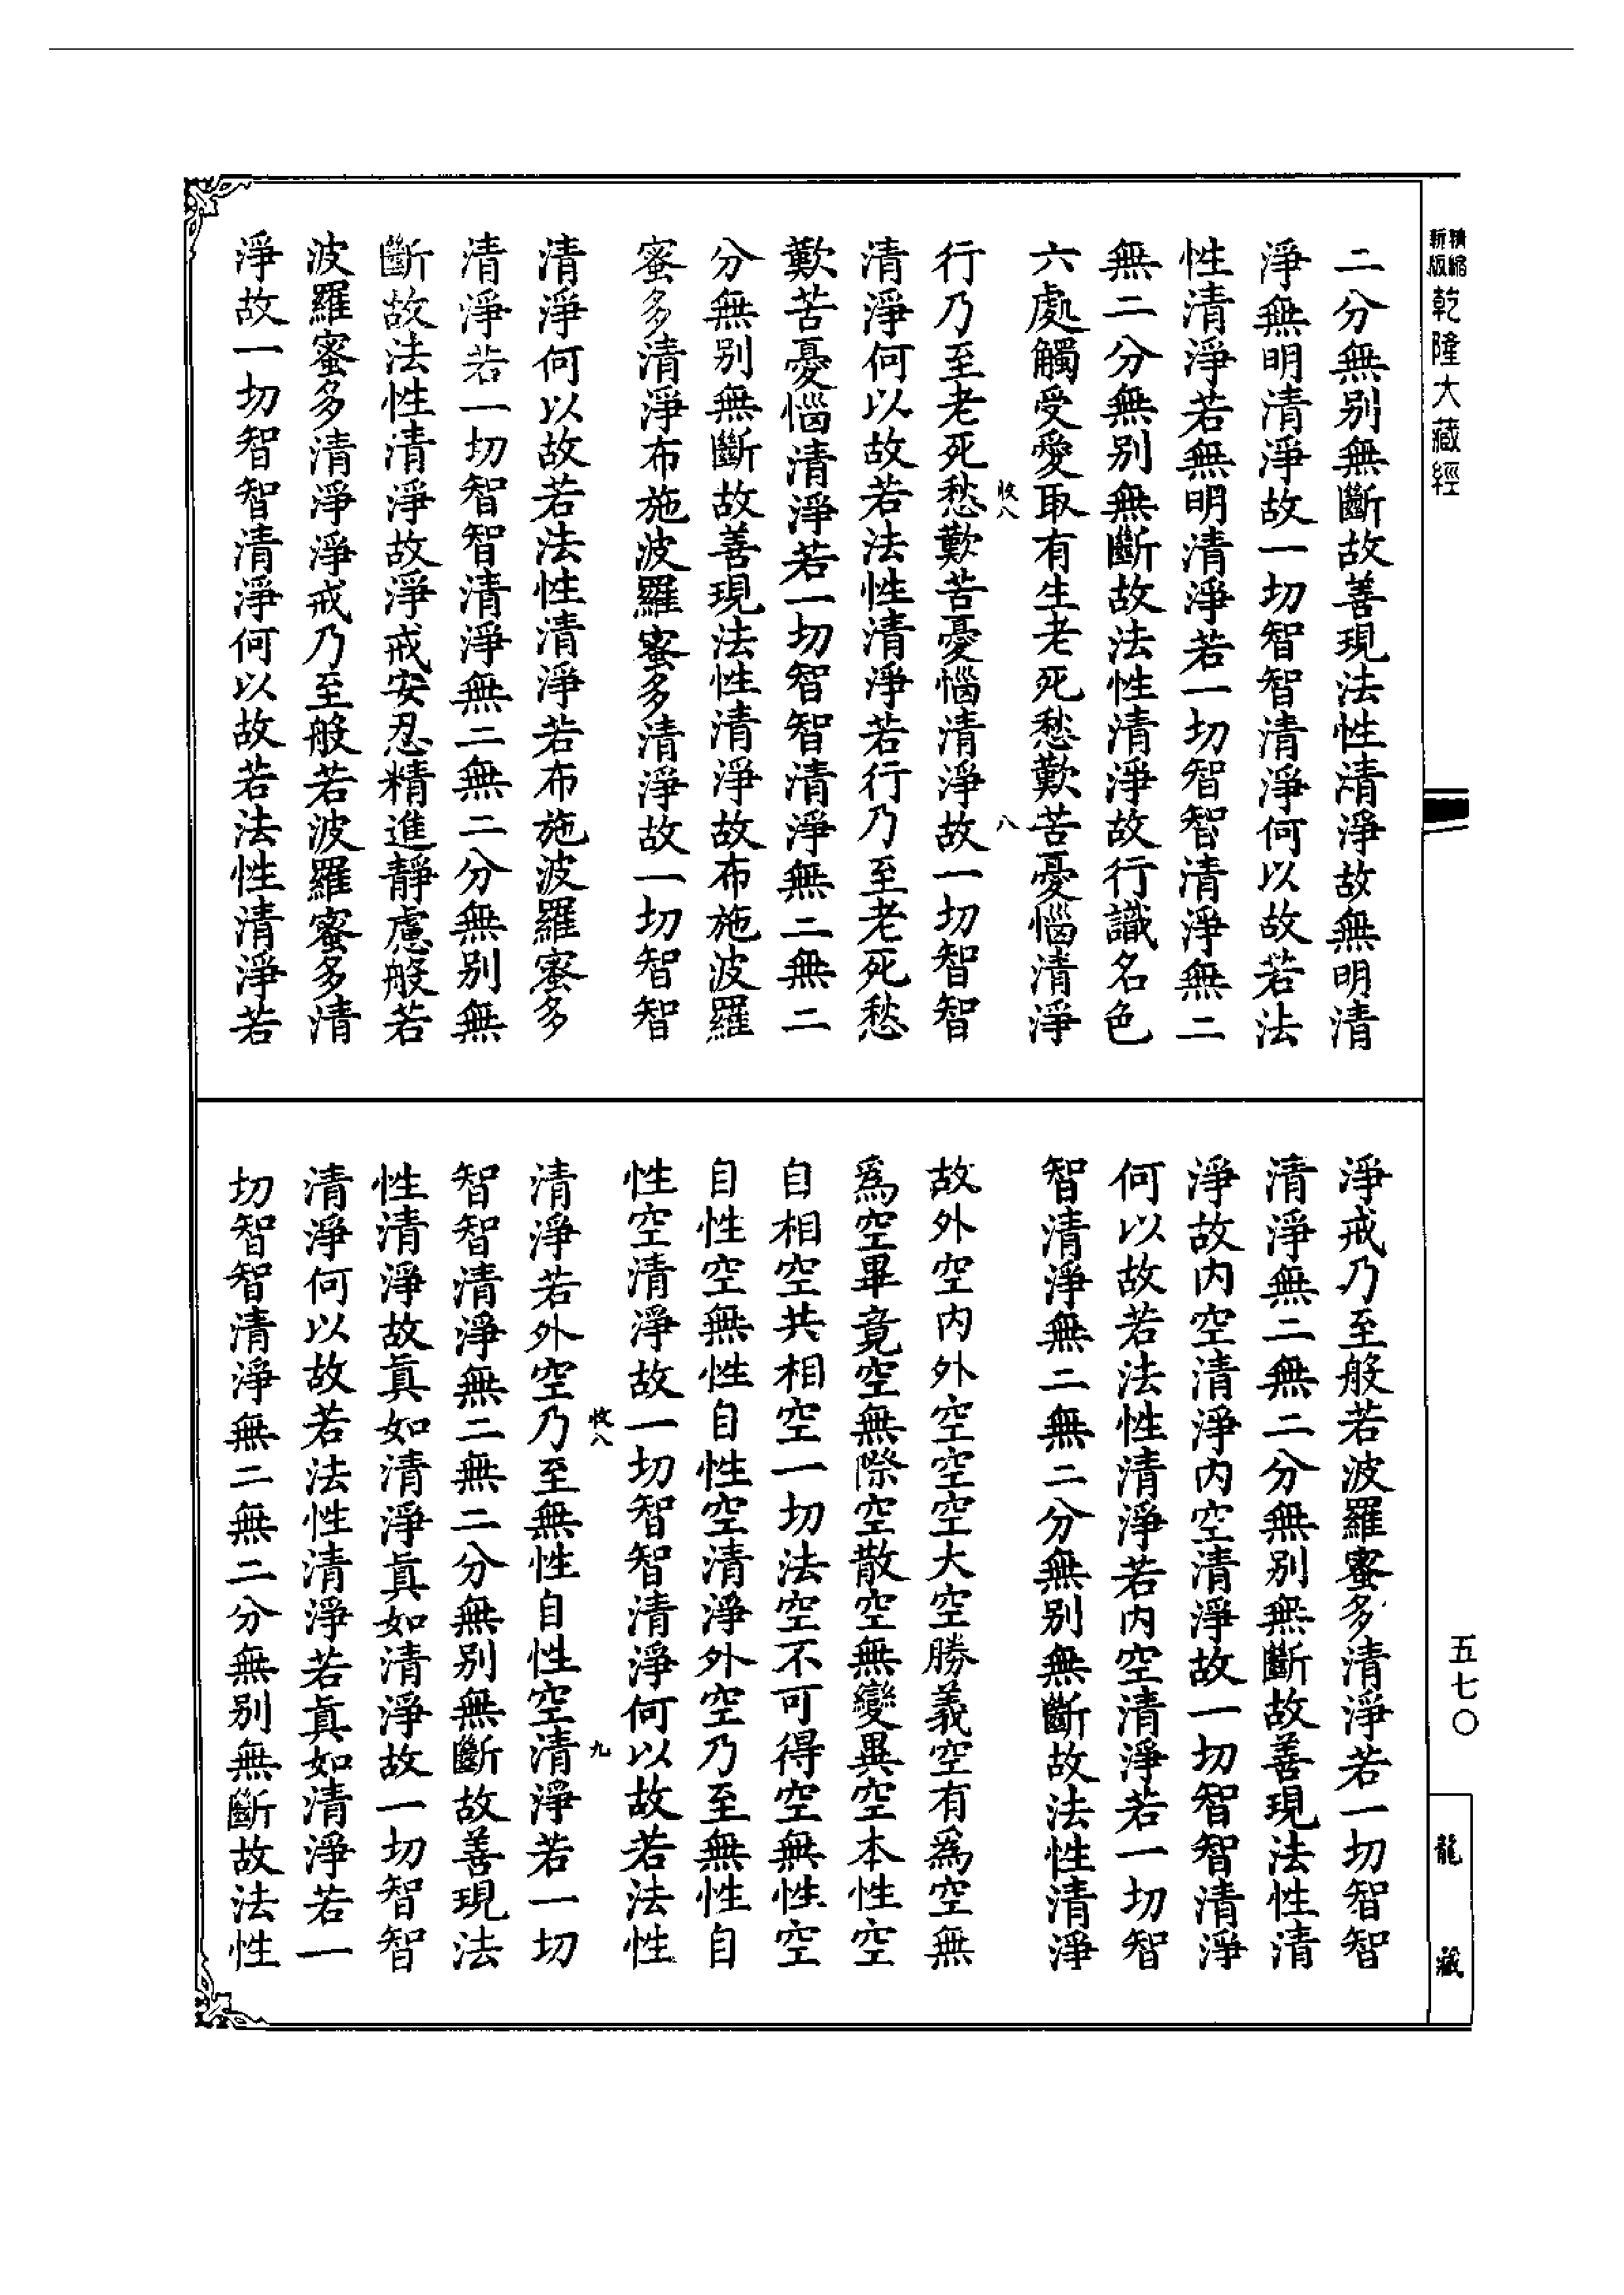 精縮新版乾隆大藏經
二分無別無斷故善現法性清淨故無明清
淨無明清淨故一切智智清淨何以故若法
性清淨若無明清淨若一切智智清淨無二
無二分無別無斷故法性清淨故行識名色
六處觸受愛取有生老死愁歎苦憂惱清淨
收八 八
行乃至老死愁歎苦憂惱清淨故一切智智
清淨何以故若法性清淨若行乃至老死愁
歎苦憂惱清淨若一切智智清淨無二無二
分無別無斷故善現法性清淨故布施波羅
蜜多清淨布施波羅蜜多清淨故一切智智
清淨何以故若法性清淨若布施波羅蜜多
清淨若一切智智清淨無二無二分無別無
斷故法性清淨故淨戒安忍精進靜慮般若
波羅蜜多清淨淨戒乃至般若波羅蜜多清
淨故一切智智清淨何以故若法性清淨若
淨戒乃至般若波羅蜜多清淨若一切智智
清淨無二無二分無別無斷故善現法性清
淨故內空清淨內空清淨故一切智智清淨
何以故若法性清淨若內空清淨若一切智
智清淨無二無二分無別無斷故法性清淨
故外空內外空空空大空勝義空有為空無
為空畢竟空無際空散空無變異空本性空
自相空共相空一切法空不可得空無性空
自性空無性自性空清淨外空乃至無性自
性空清淨故一切智智清淨何以故若法性
收八 九
清淨若外空乃至無性自性空清淨若一切
智智清淨無二無二分無別無斷故善現法
性清淨故真如清淨真如清淨故一切智智
清淨何以故若法性清淨若真如清淨若一
切智智清淨無二無二分無別無斷故法性
五七〇
龍藏